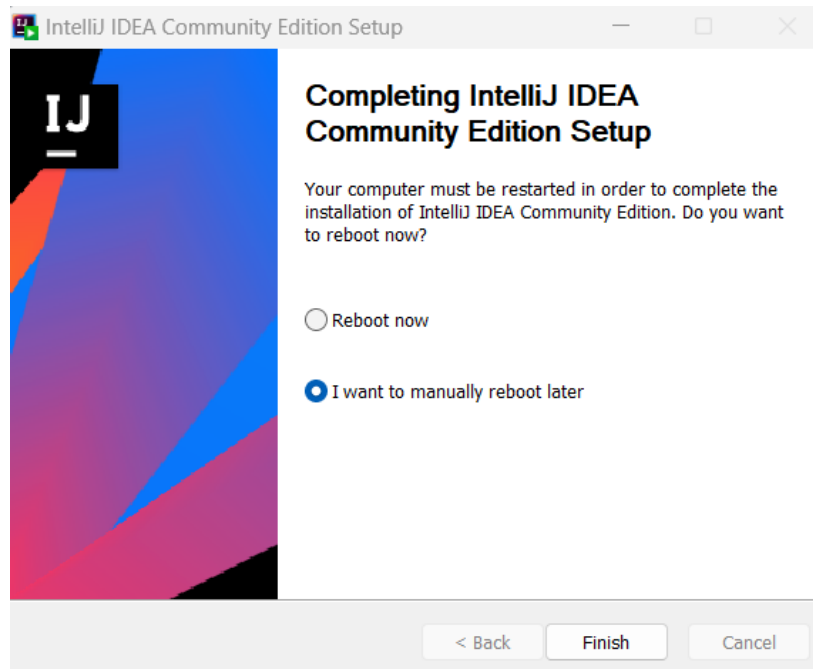 IntelliJ IDEA Community Edition Setup
IJ
Completing IntelliJ IDEA
Community Edition Setup
Your computer must be restarted in order to complete the
installation of IntelliJ IDEA Community Edition. Do you want
to reboot now?
Reboot now
I want to manually reboot later
< Back
Finish
Cancel